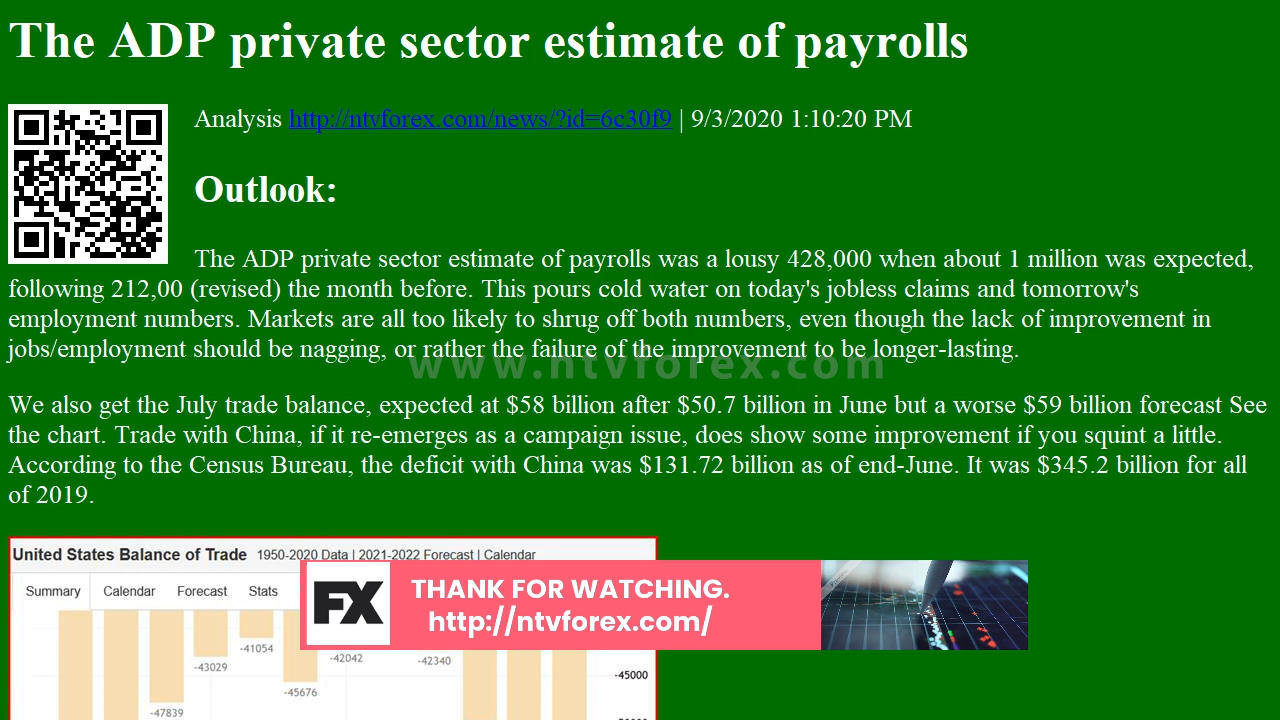 The ADP private sector estimate of payrolls
Analysis http://ntvforex.com/news/?id=6c30f9 | 9/3/2020 1:10:20 PM
Outlook:
The ADP private sector estimate of payrolls was a lousy 428,000 when about 1 million was expected,
following 212,00 (revised) the month before. This pours cold water on today's jobless claims and tomorrow's
employment numbers. Markets are all too likely to shrug off both numbers, even though the lack of improvement in
jobs/employment should be nagging, or rather the failure of the improvement to be longer-lasting.
www.ntvforex.com
We also get the July trade balance, expected at $58 billion after $50.7 billion in June but a worse $59 billion forecast See
the chart. Trade with China, if it re-emerges as a campaign issue, does show some improvement if you squint a little.
According to the Census Bureau, the deficit with China was $131.72 billion as of end-June. It was $345.2 billion for all
of 2019.
United States Balance of Trade 1950-2020 Data | 2021-2022 Forecast | Calendar
Summary Calendar Forecast Stats
FX
THANK FOR WATCHING.
http://ntvforex.com/
-41054
-42042
-42340
-43029
-45000
-45676
-47839